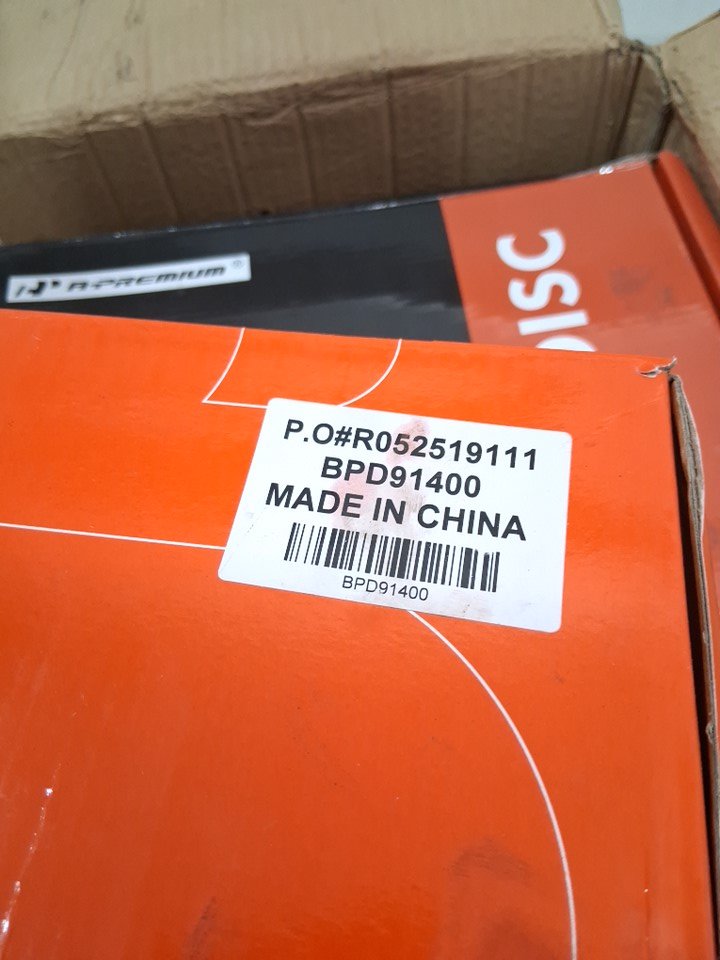 A-PREMIUM®
DISC
P.O#R052519111
BPD91400
MADE IN CHINA
BPD91400